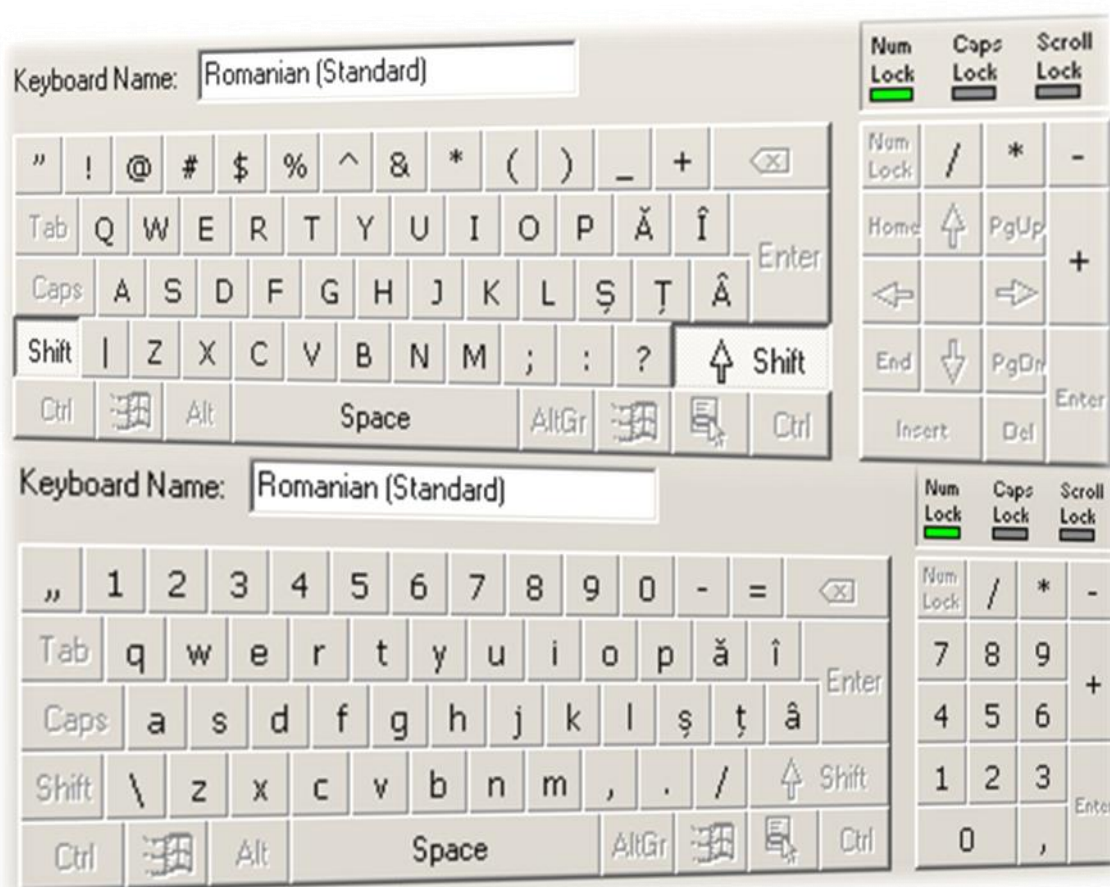 Keyboard Name: Romanian (Standard)
Num Lock Caps Lock Scroll Lock
” ! @ # $ % ^ & * ( ) _ +
Num Lock / * -
Tab Q W E R T Y U I O P Ă Î Enter
Home PgUp +
Caps A S D F G H J K L Ș Ț Â
Shift | Z X C V B N M ; : ? Shift
End PgDn Enter
Ctrl Alt Space AltGr Ctrl
Insert Del
Keyboard Name: Romanian (Standard)
Num Lock Caps Lock Scroll Lock
„ 1 2 3 4 5 6 7 8 9 0 - =
Num Lock / * -
Tab q w e r t y u i o p ă î Enter
7 8 9 +
Caps a s d f g h j k l ș ț â
4 5 6
Shift \ z x c v b n m , . / Shift
1 2 3 Enter
Ctrl Alt Space AltGr Ctrl
0 ,